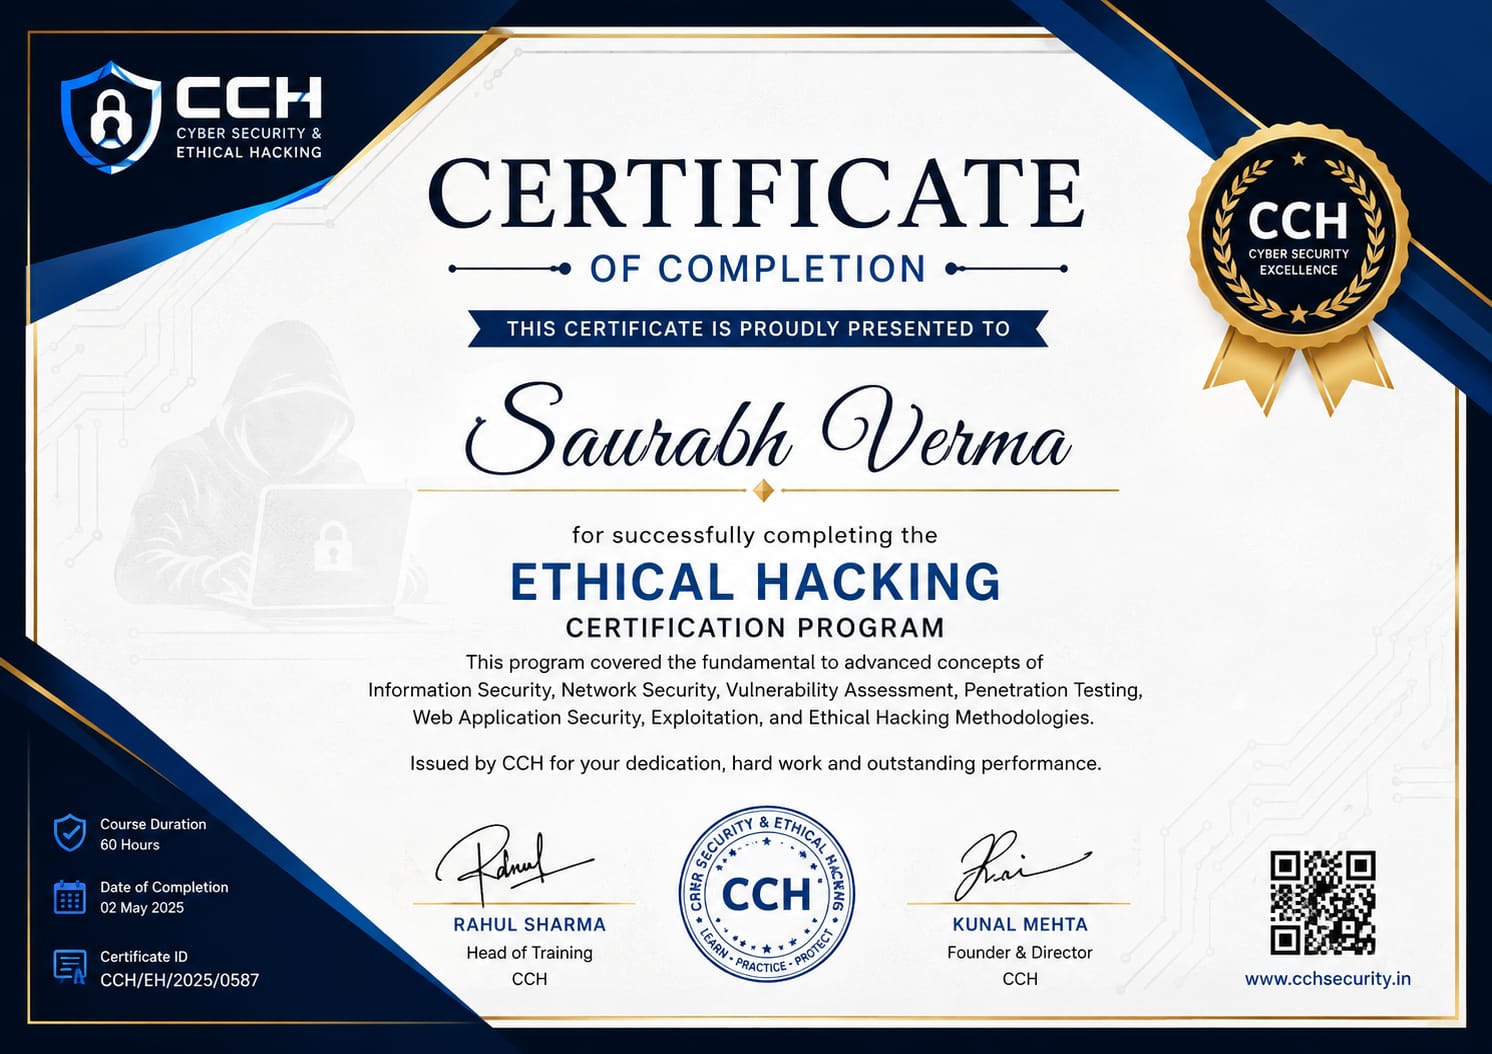 CCH
CYBER SECURITY &
ETHICAL HACKING
CERTIFICATE
OF COMPLETION
CCH
CYBER SECURITY
EXCELLENCE
THIS CERTIFICATE IS PROUDLY PRESENTED TO
Saurabh Verma
for successfully completing the
ETHICAL HACKING
CERTIFICATION PROGRAM
This program covered the fundamental to advanced concepts of
Information Security, Network Security, Vulnerability Assessment, Penetration Testing,
Web Application Security, Exploitation, and Ethical Hacking Methodologies.
Issued by CCH for your dedication, hard work and outstanding performance.
Course Duration
60 Hours
Date of Completion
02 May 2025
Certificate ID
CCH/EH/2025/0587
RAHUL SHARMA
Head of Training
CCH
SECURITY & ETHICAL
CCH
LEARN • PRACTICE • PROTECT
KUNAL MEHTA
Founder & Director
CCH
www.cchsecurity.in